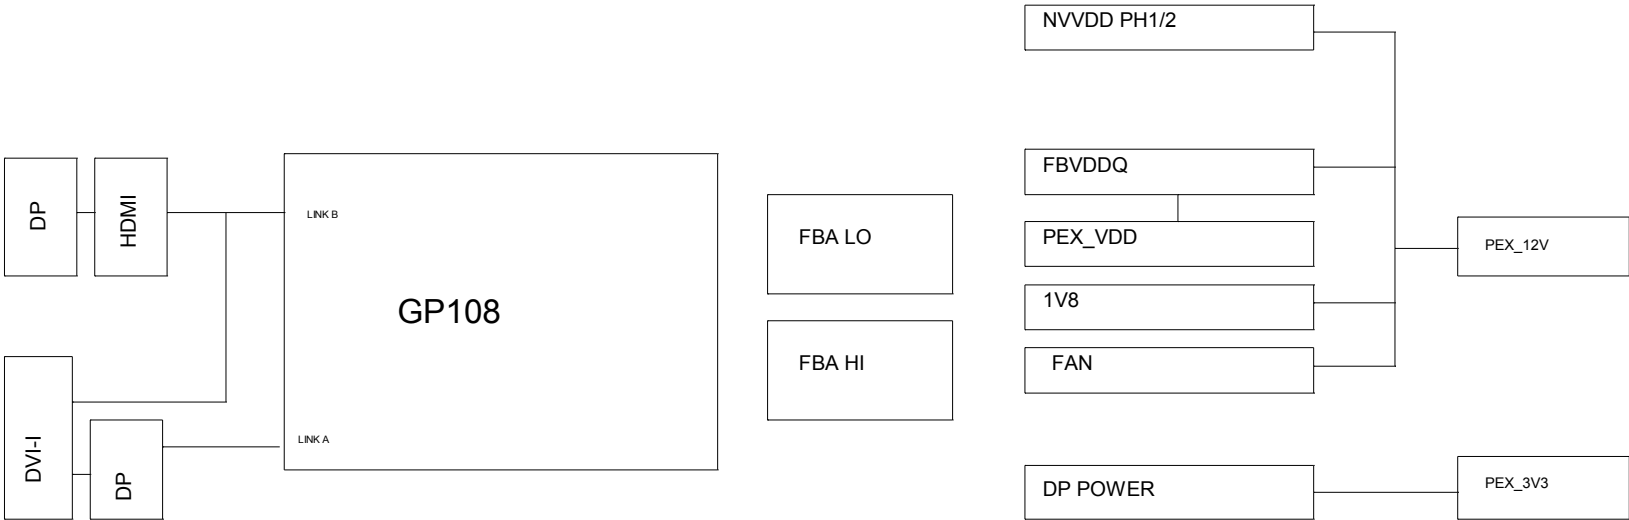 NVVDD PH1/2
DP
HDMI
LINK B
GP108
FBA LO
FBA HI
FBVDDQ
PEX_VDD
1V8
FAN
PEX_12V
DVI-I
DP
LINK A
DP POWER
PEX_3V3